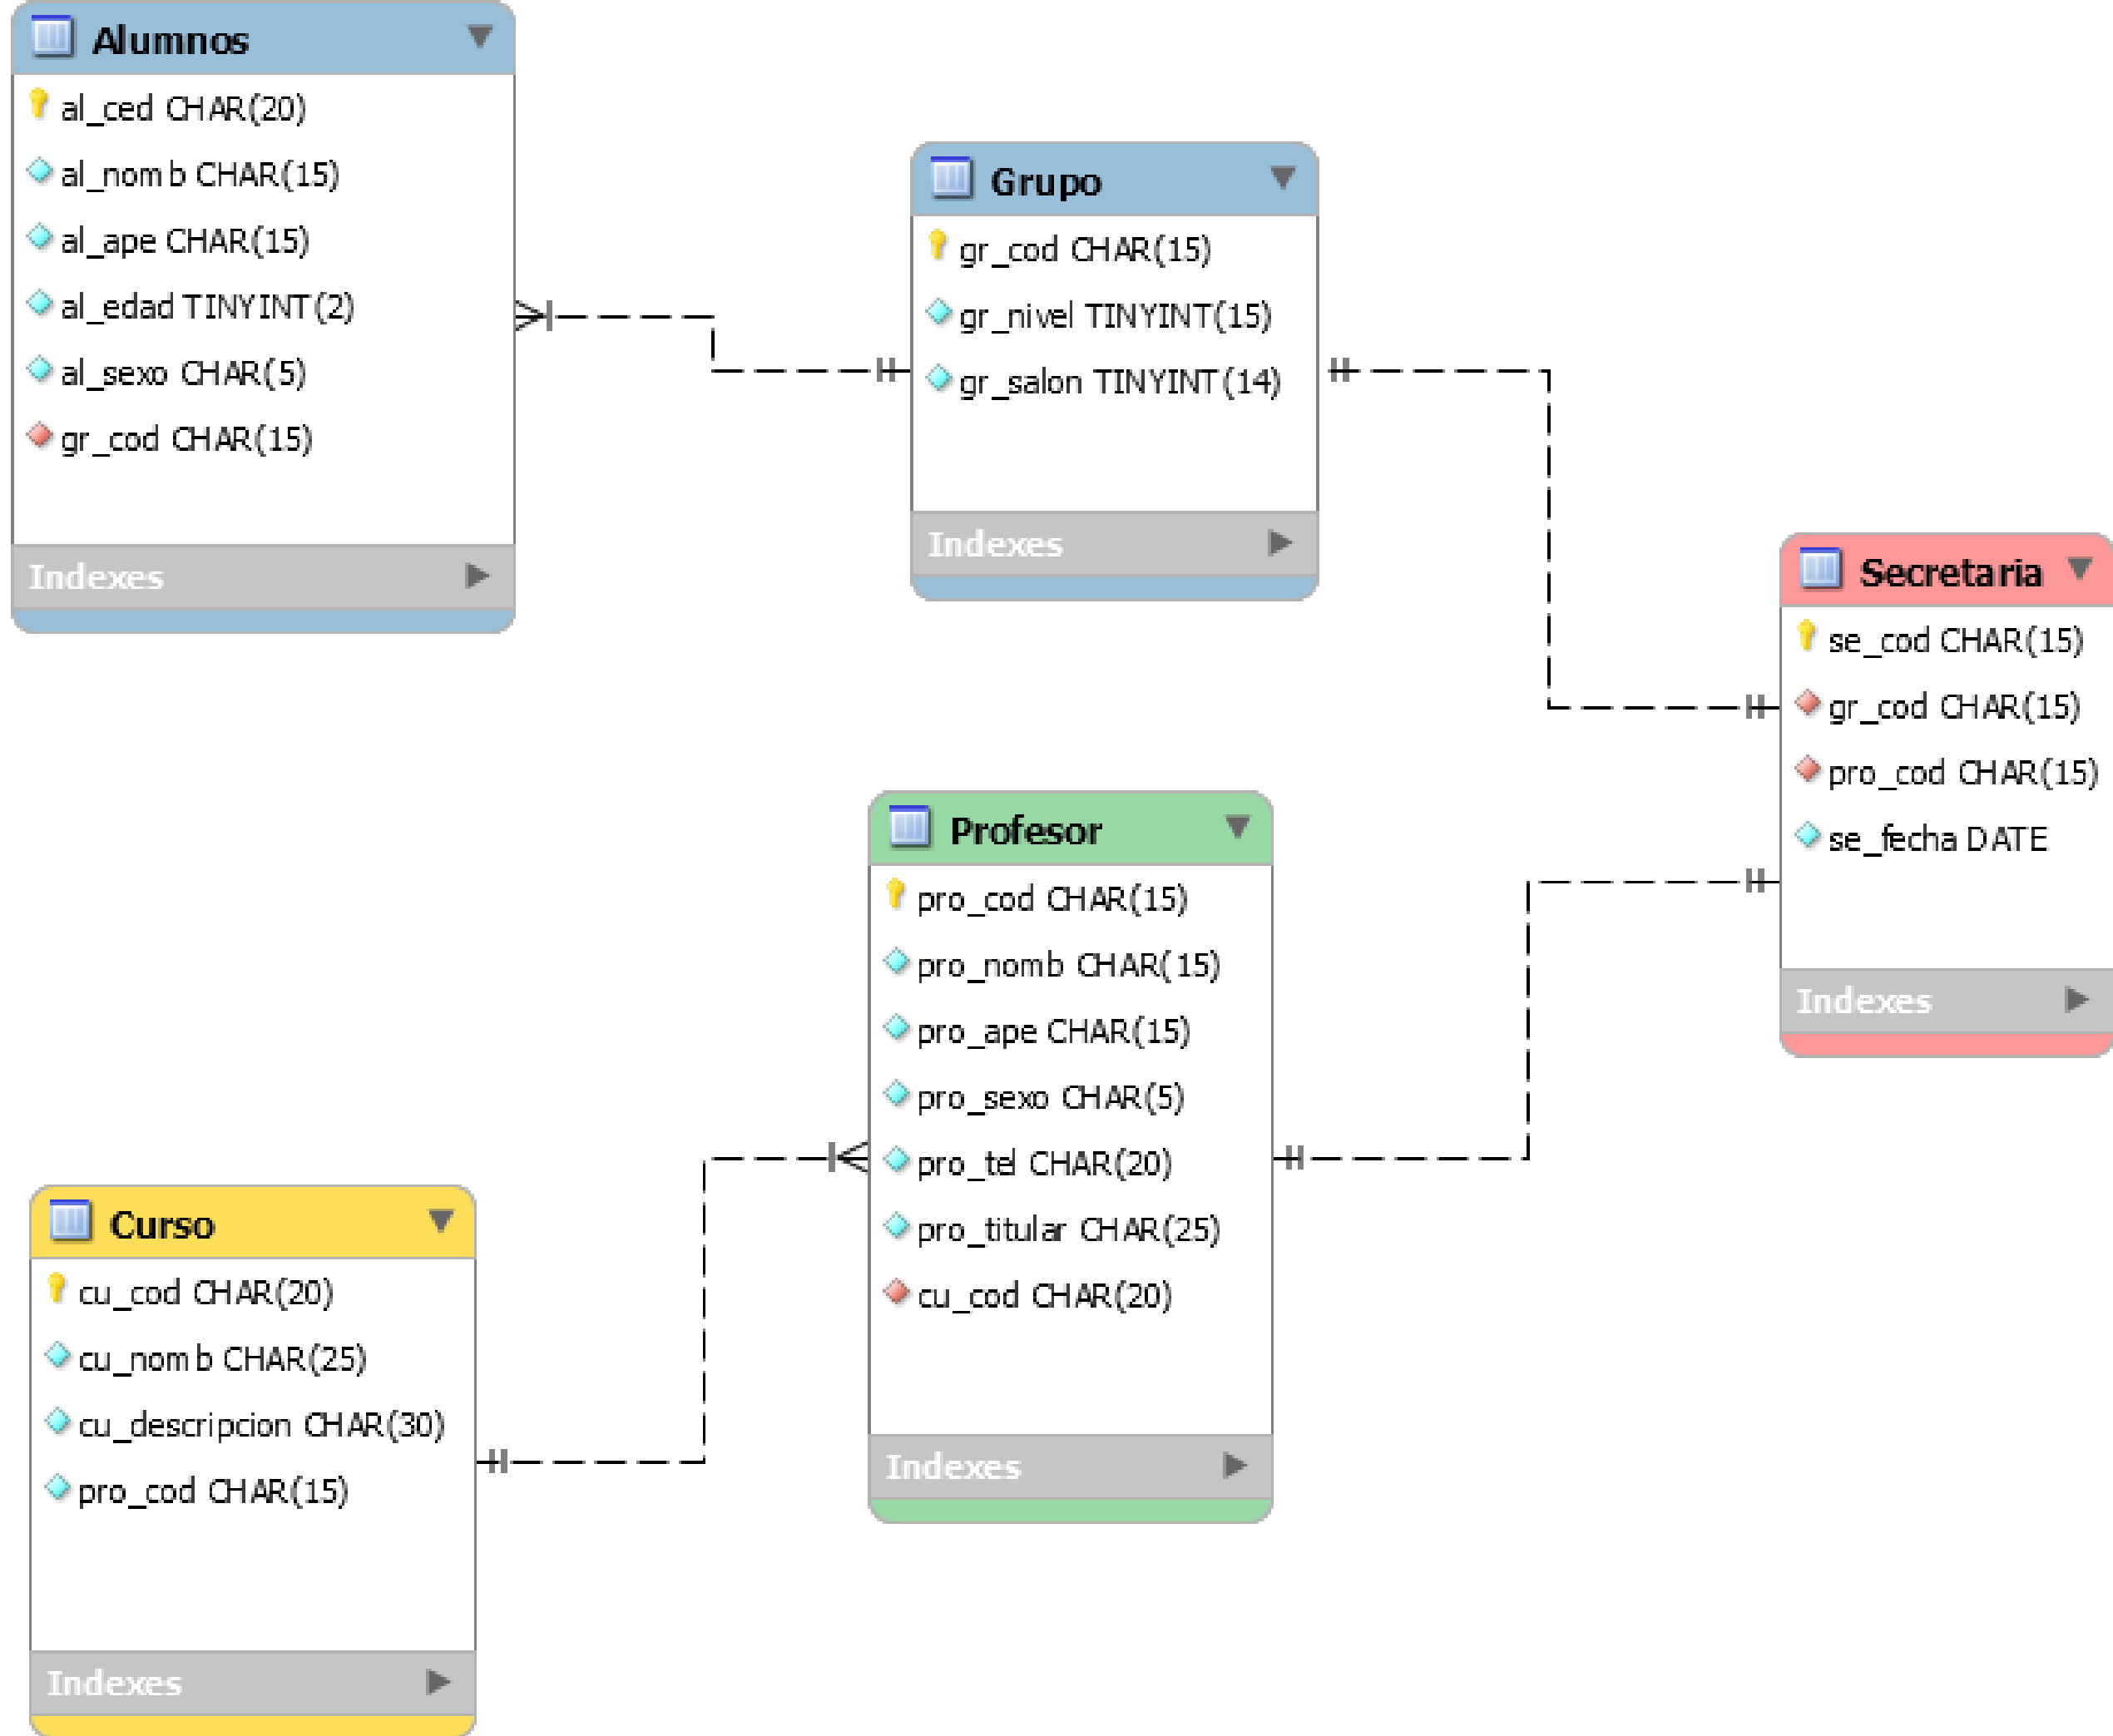 Alumnos
al_ced CHAR(20)
al_nomb CHAR(15)
al_ape CHAR(15)
al_edad TINYINT(2)
al_sexo CHAR(5)
gr_cod CHAR(15)
Indexes
Grupo
gr_cod CHAR(15)
gr_nivel TINYINT(15)
gr_salon TINYINT(14)
Indexes
Secretaria
se_cod CHAR(15)
gr_cod CHAR(15)
pro_cod CHAR(15)
se_fecha DATE
Indexes
Profesor
pro_cod CHAR(15)
pro_nomb CHAR(15)
pro_ape CHAR(15)
pro_sexo CHAR(5)
pro_tel CHAR(20)
pro_titular CHAR(25)
cu_cod CHAR(20)
Indexes
Curso
cu_cod CHAR(20)
cu_nomb CHAR(25)
cu_descripcion CHAR(30)
pro_cod CHAR(15)
Indexes